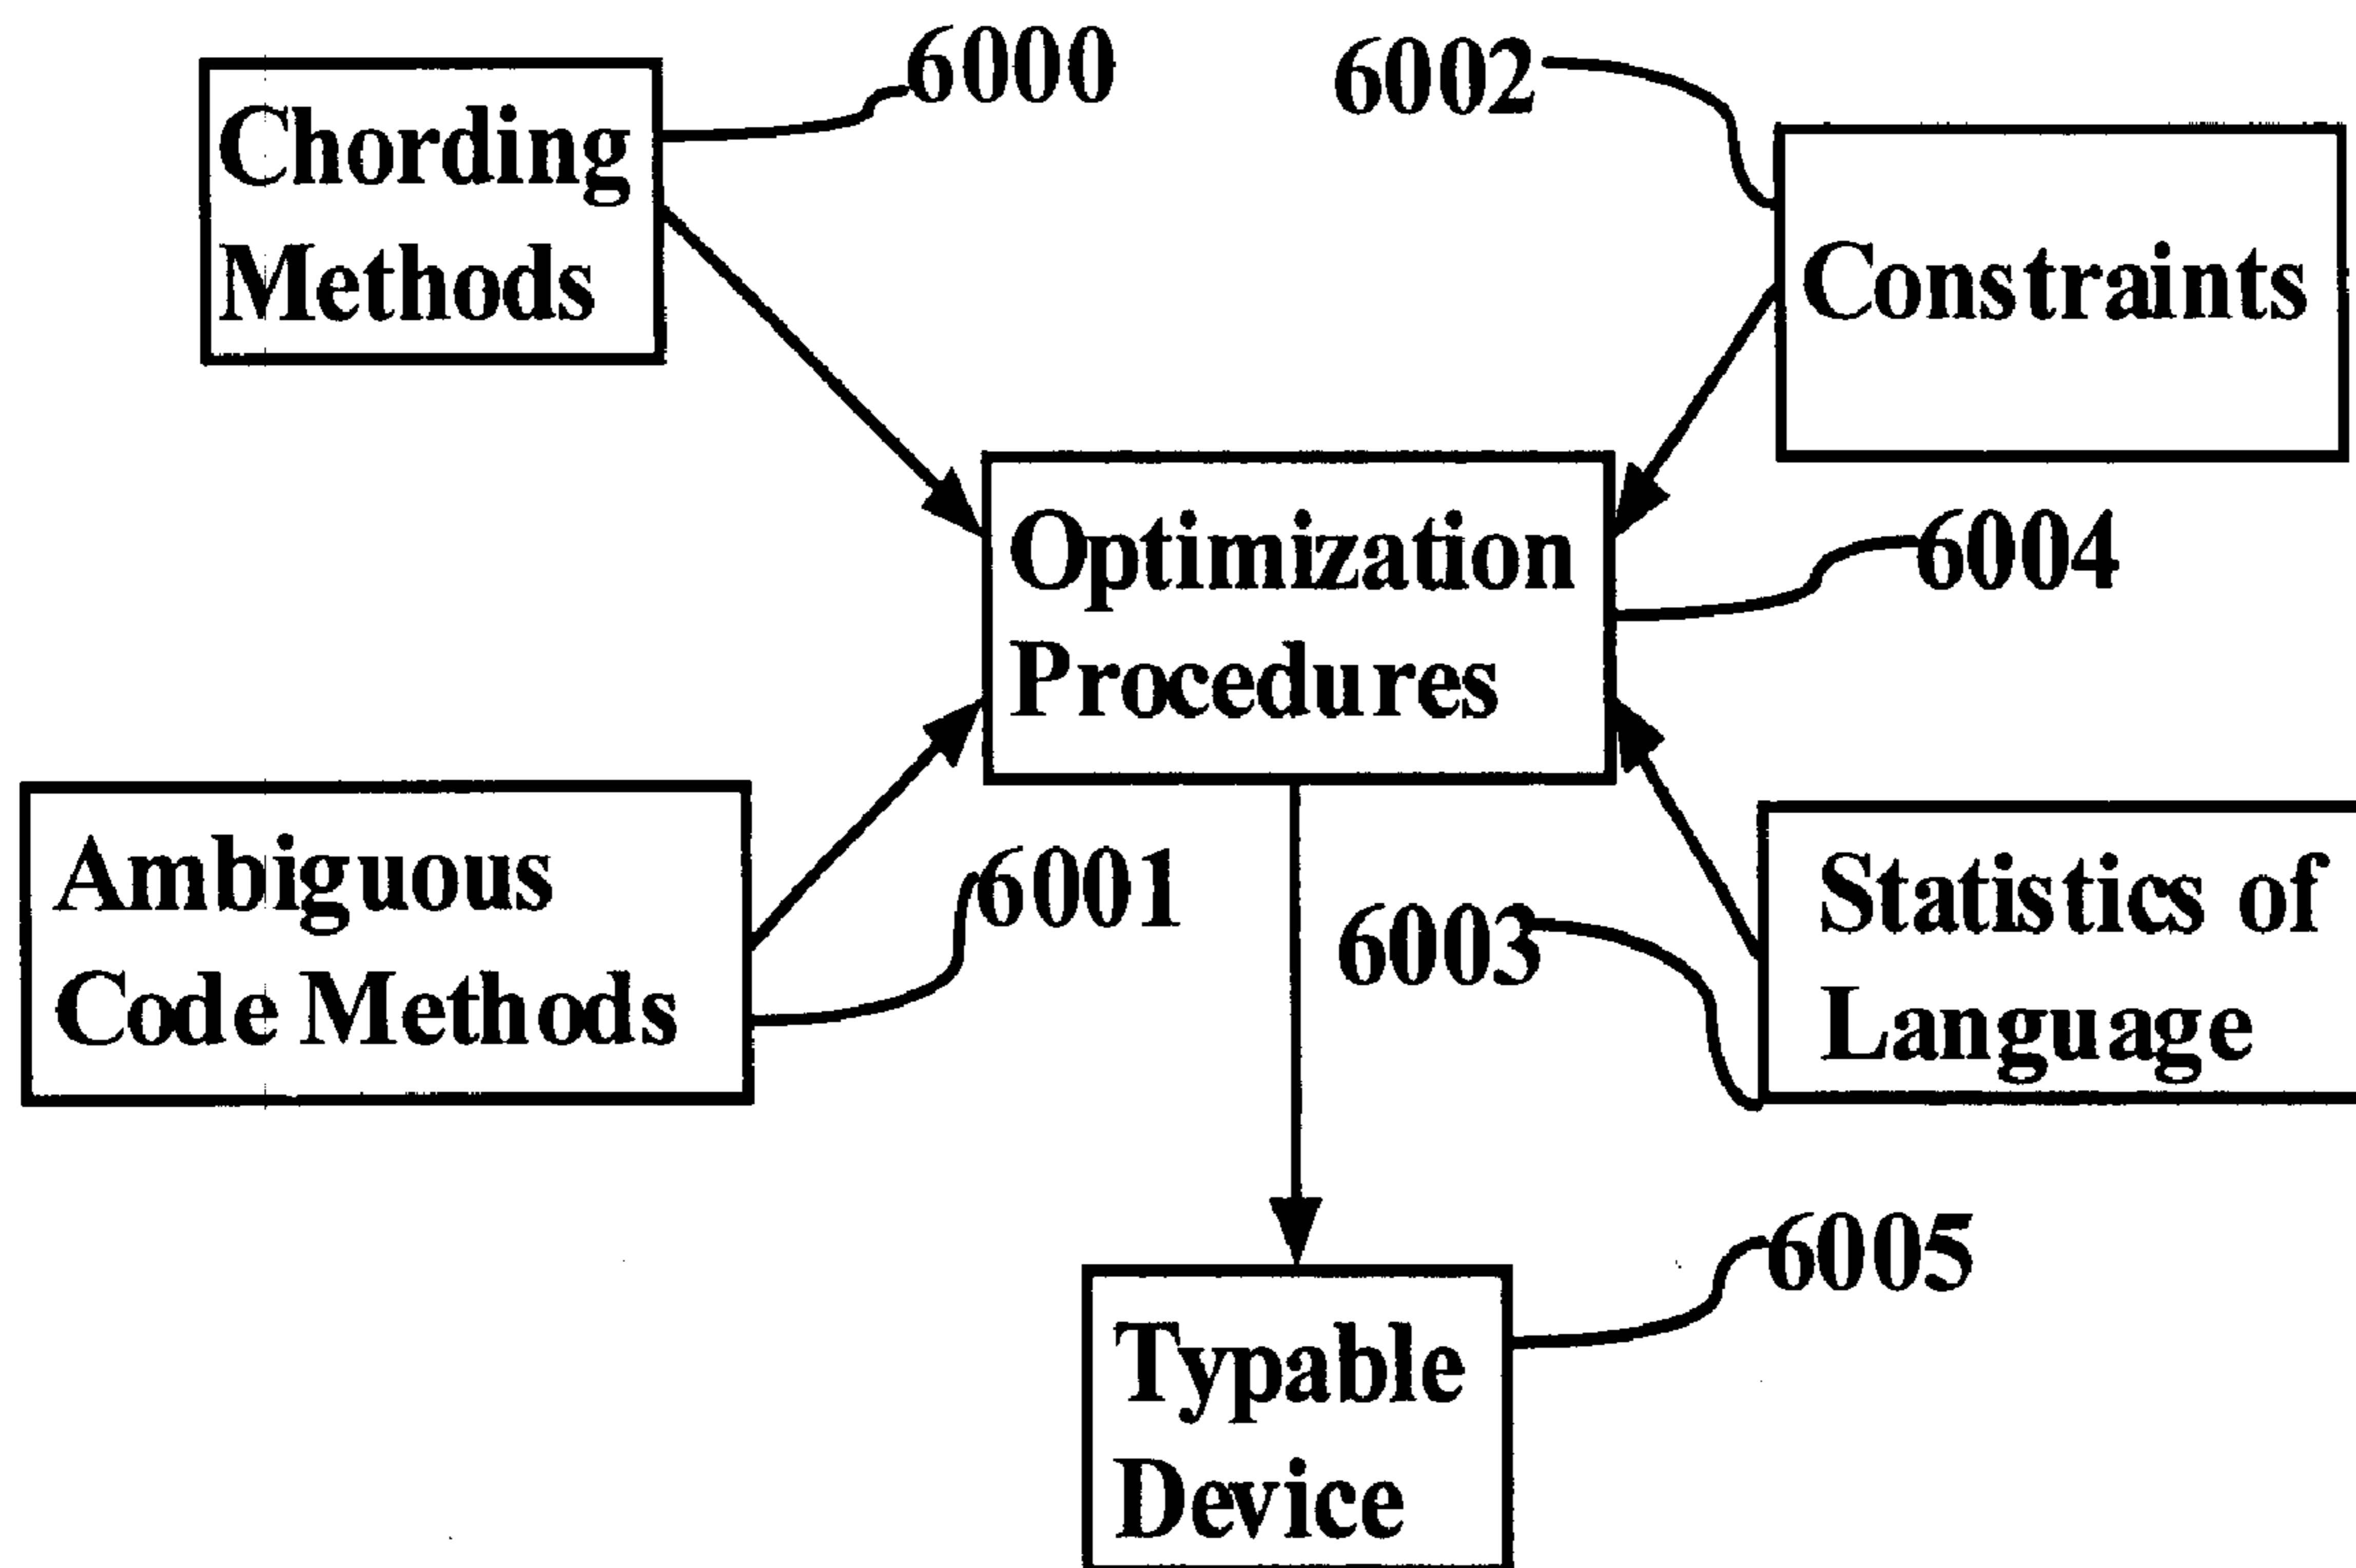 6000
6002
Chording
Methods
Constraints
Optimization
Procedures
6004
Ambiguous
Code Methods
6001
6003
Statistics of
Language
6005
Typable
Device